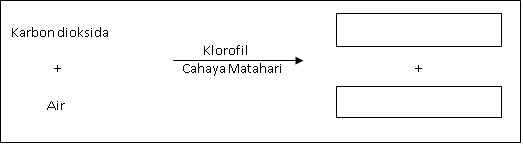 Karbon dioksida
+
Air
Klorofil
Cahaya Matahari
+